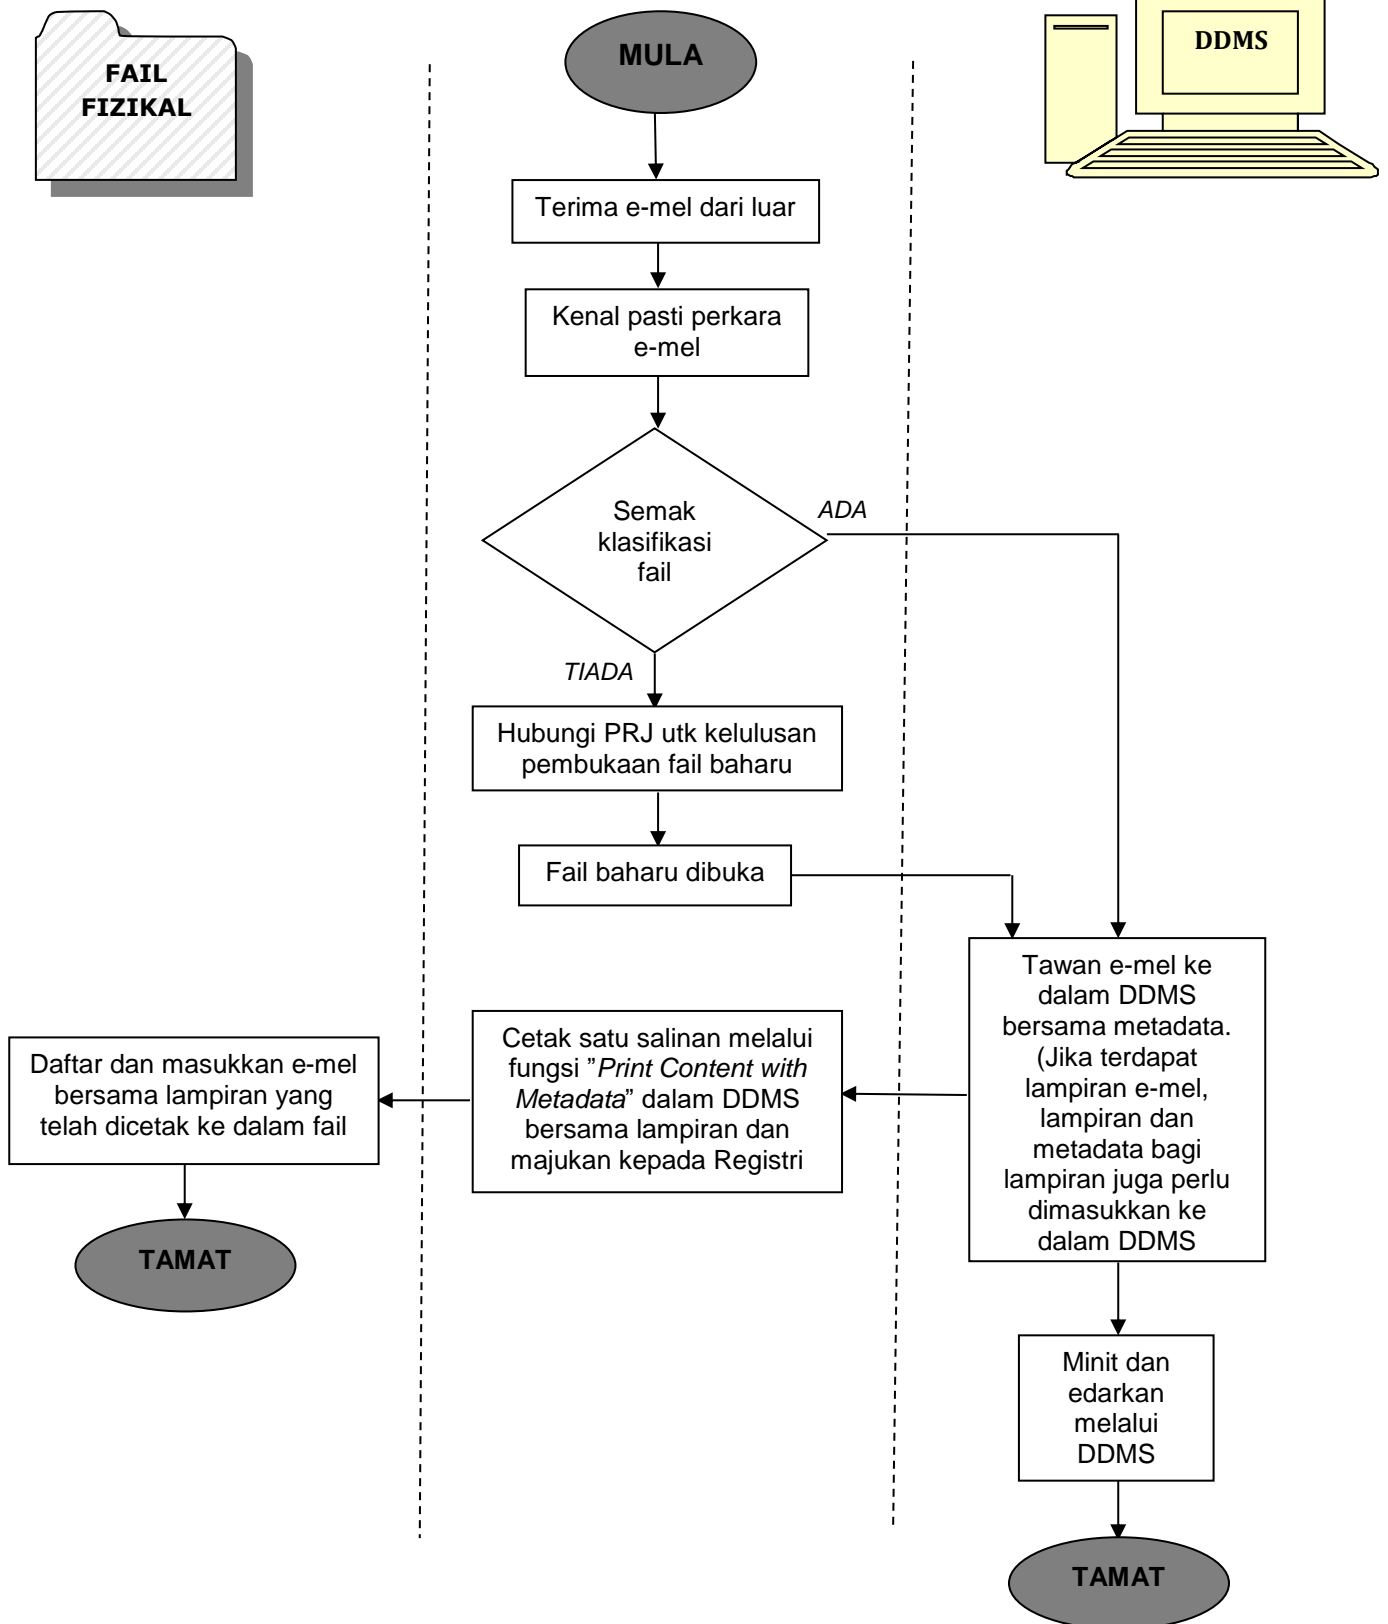 FAIL
FIZIKAL
MULA
DDMS
Terima e-mel dari luar
Kenal pasti perkara
e-mel
Semak
klasifikasi
fail
ADA
TIADA
Hubungi PRJ utk kelulusan
pembukaan fail baharu
Fail baharu dibuka
Tawan e-mel ke
dalam DDMS
bersama metadata.
(Jika terdapat
lampiran e-mel,
lampiran dan
metadata bagi
lampiran juga perlu
dimasukkan ke
dalam DDMS
Cetak satu salinan melalui
fungsi ”Print Content with
Metadata” dalam DDMS
bersama lampiran dan
majukan kepada Registri
Daftar dan masukkan e-mel
bersama lampiran yang
telah dicetak ke dalam fail
TAMAT
Minit dan
edarkan
melalui
DDMS
TAMAT